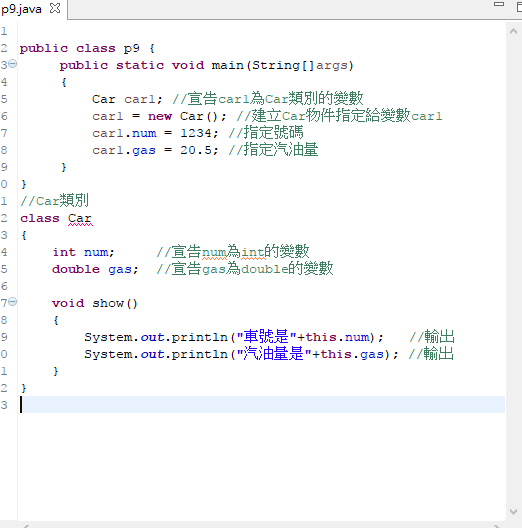 p9.java
1
2 public class p9 {
3 public static void main(String[]args)
4 {
5 Car car1; //宣告car1為Car類別的變數
6 car1 = new Car(); //建立Car物件指定給變數car1
7 car1.num = 1234; //指定號碼
8 car1.gas = 20.5; //指定汽油量
9 }
0 }
1 //Car類別
2 class Car
3 {
4 int num; //宣告num為int的變數
5 double gas; //宣告gas為double的變數
6
7 void show()
8 {
9 System.out.println("車號是"+this.num); //輸出
0 System.out.println("汽油量是"+this.gas); //輸出
1 }
2 }
3